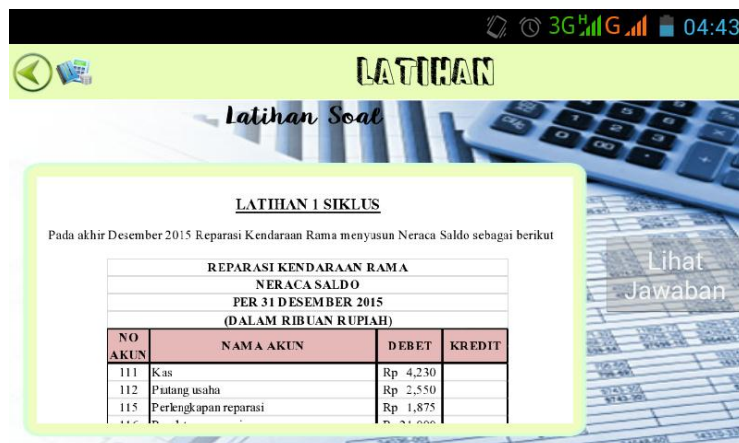 3G H G 04:43
LATIHAN
Latihan Soal
LATIHAN 1 SIKLUS
Pada akhir Desember 2015 Reparasi Kendaraan Rama menyusun Neraca Saldo sebagai berikut
REPARASI KENDARAAN RAMA
NERACA SALDO
PER 31 DESEMBER 2015
(DALAM RIBUAN RUPIAH)
NO AKUN NAMA AKUN DEBET KREDIT
111 Kas Rp 4,230
112 Piutang usaha Rp 2,550
115 Perlengkapan reparasi Rp 1,875
Lihat
Jawaban